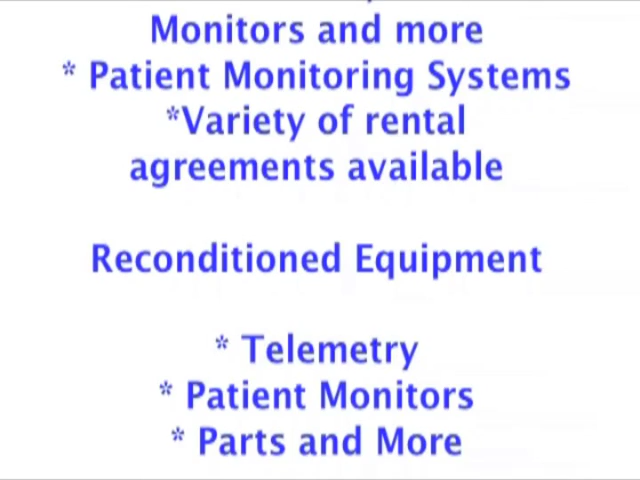 Monitors and more
* Patient Monitoring Systems
*Variety of rental
agreements available
Reconditioned Equipment
* Telemetry
* Patient Monitors
* Parts and More